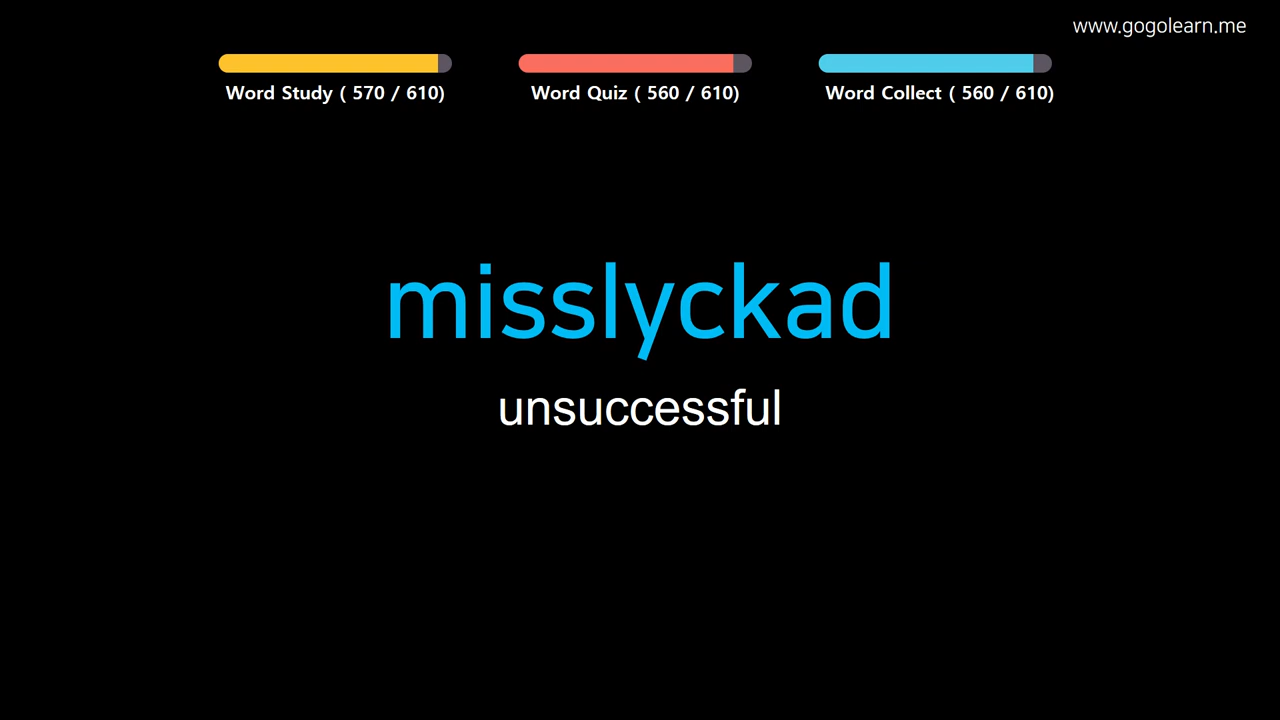 www.gogolearn.me
Word Study ( 570 / 610)
Word Quiz ( 560 / 610)
Word Collect ( 560 / 610)
misslyckad
unsuccessful